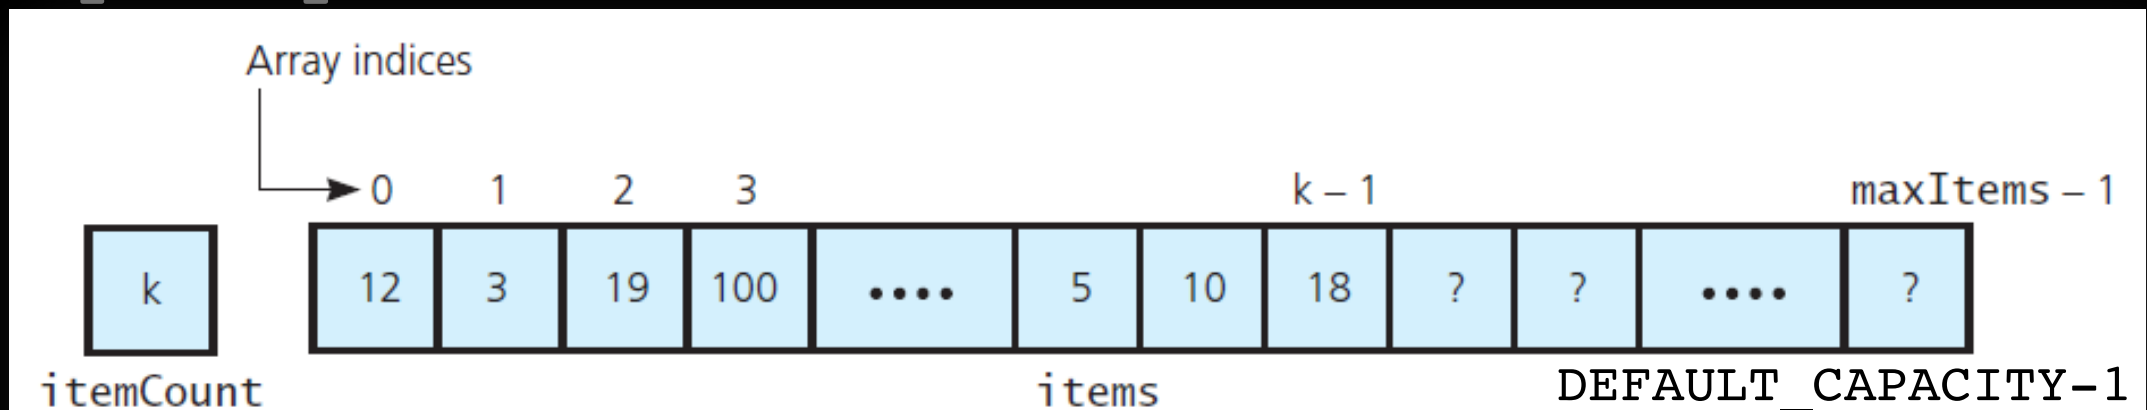 Array indices
0 1 2 3 k – 1 maxItems – 1
k 12 3 19 100 •••• 5 10 18 ? ? •••• ?
itemCount items DEFAULT_CAPACITY-1